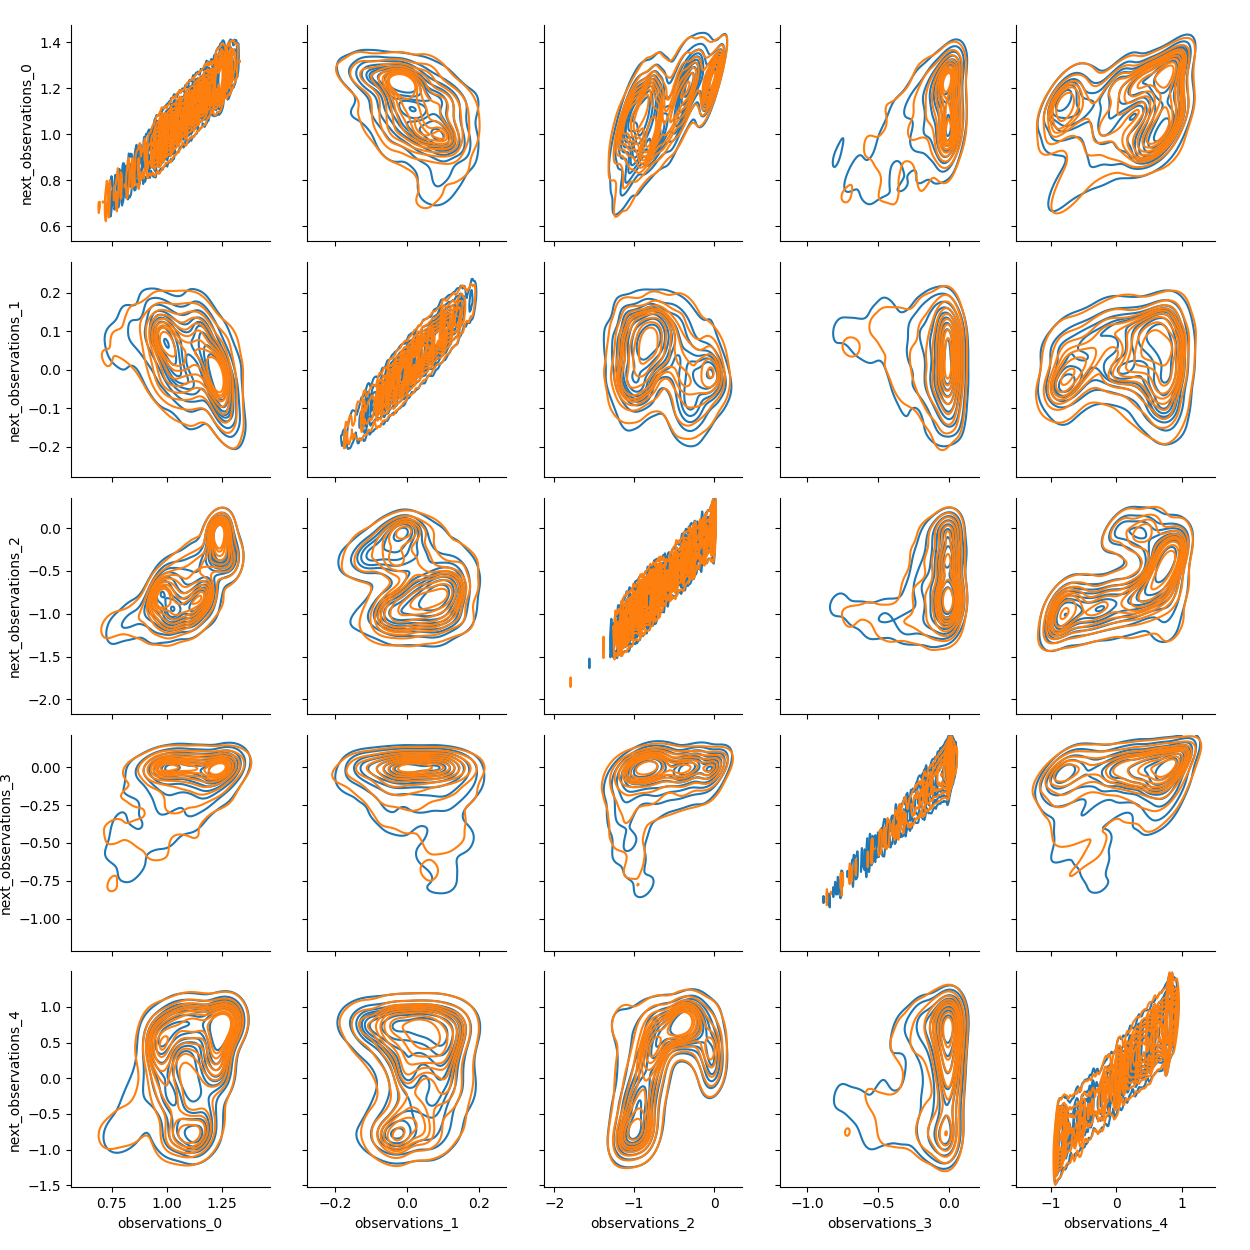 1.4
1.2
1.0
0.8
0.6
next_observations_0
0.2
0.1
0.0
−0.1
−0.2
next_observations_1
0.0
−0.5
−1.0
−1.5
−2.0
next_observations_2
0.00
−0.25
−0.50
−0.75
−1.00
next_observations_3
1.0
0.5
0.0
−0.5
−1.0
−1.5
next_observations_4
0.75 1.00 1.25
−0.2 0.0 0.2
−2 −1 0
−1.0 −0.5 0.0
−1 0 1
observations_0 observations_1 observations_2 observations_3 observations_4